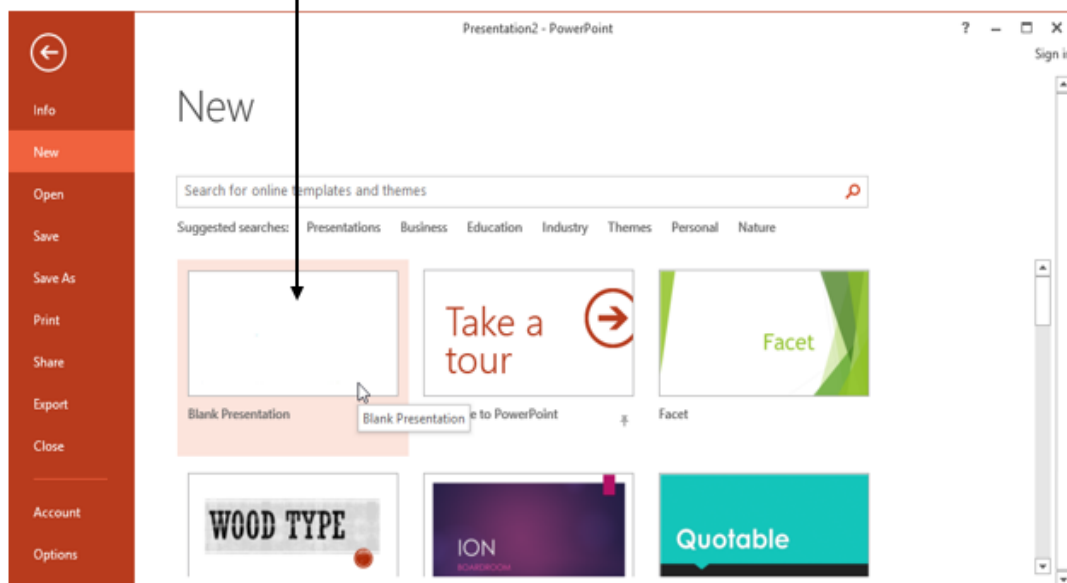 Presentation2 - PowerPoint
?
Sign i
Info
New
Open
Save
Save As
Print
Share
Export
Close
Account
Options
New
Search for online templates and themes
Suggested searches: Presentations Business Education Industry Themes Personal Nature
Take a
tour
Facet
Blank Presentation
Blank Presentation
e to PowerPoint
Facet
WOOD TYPE
ION
BOARDROOM
Quotable